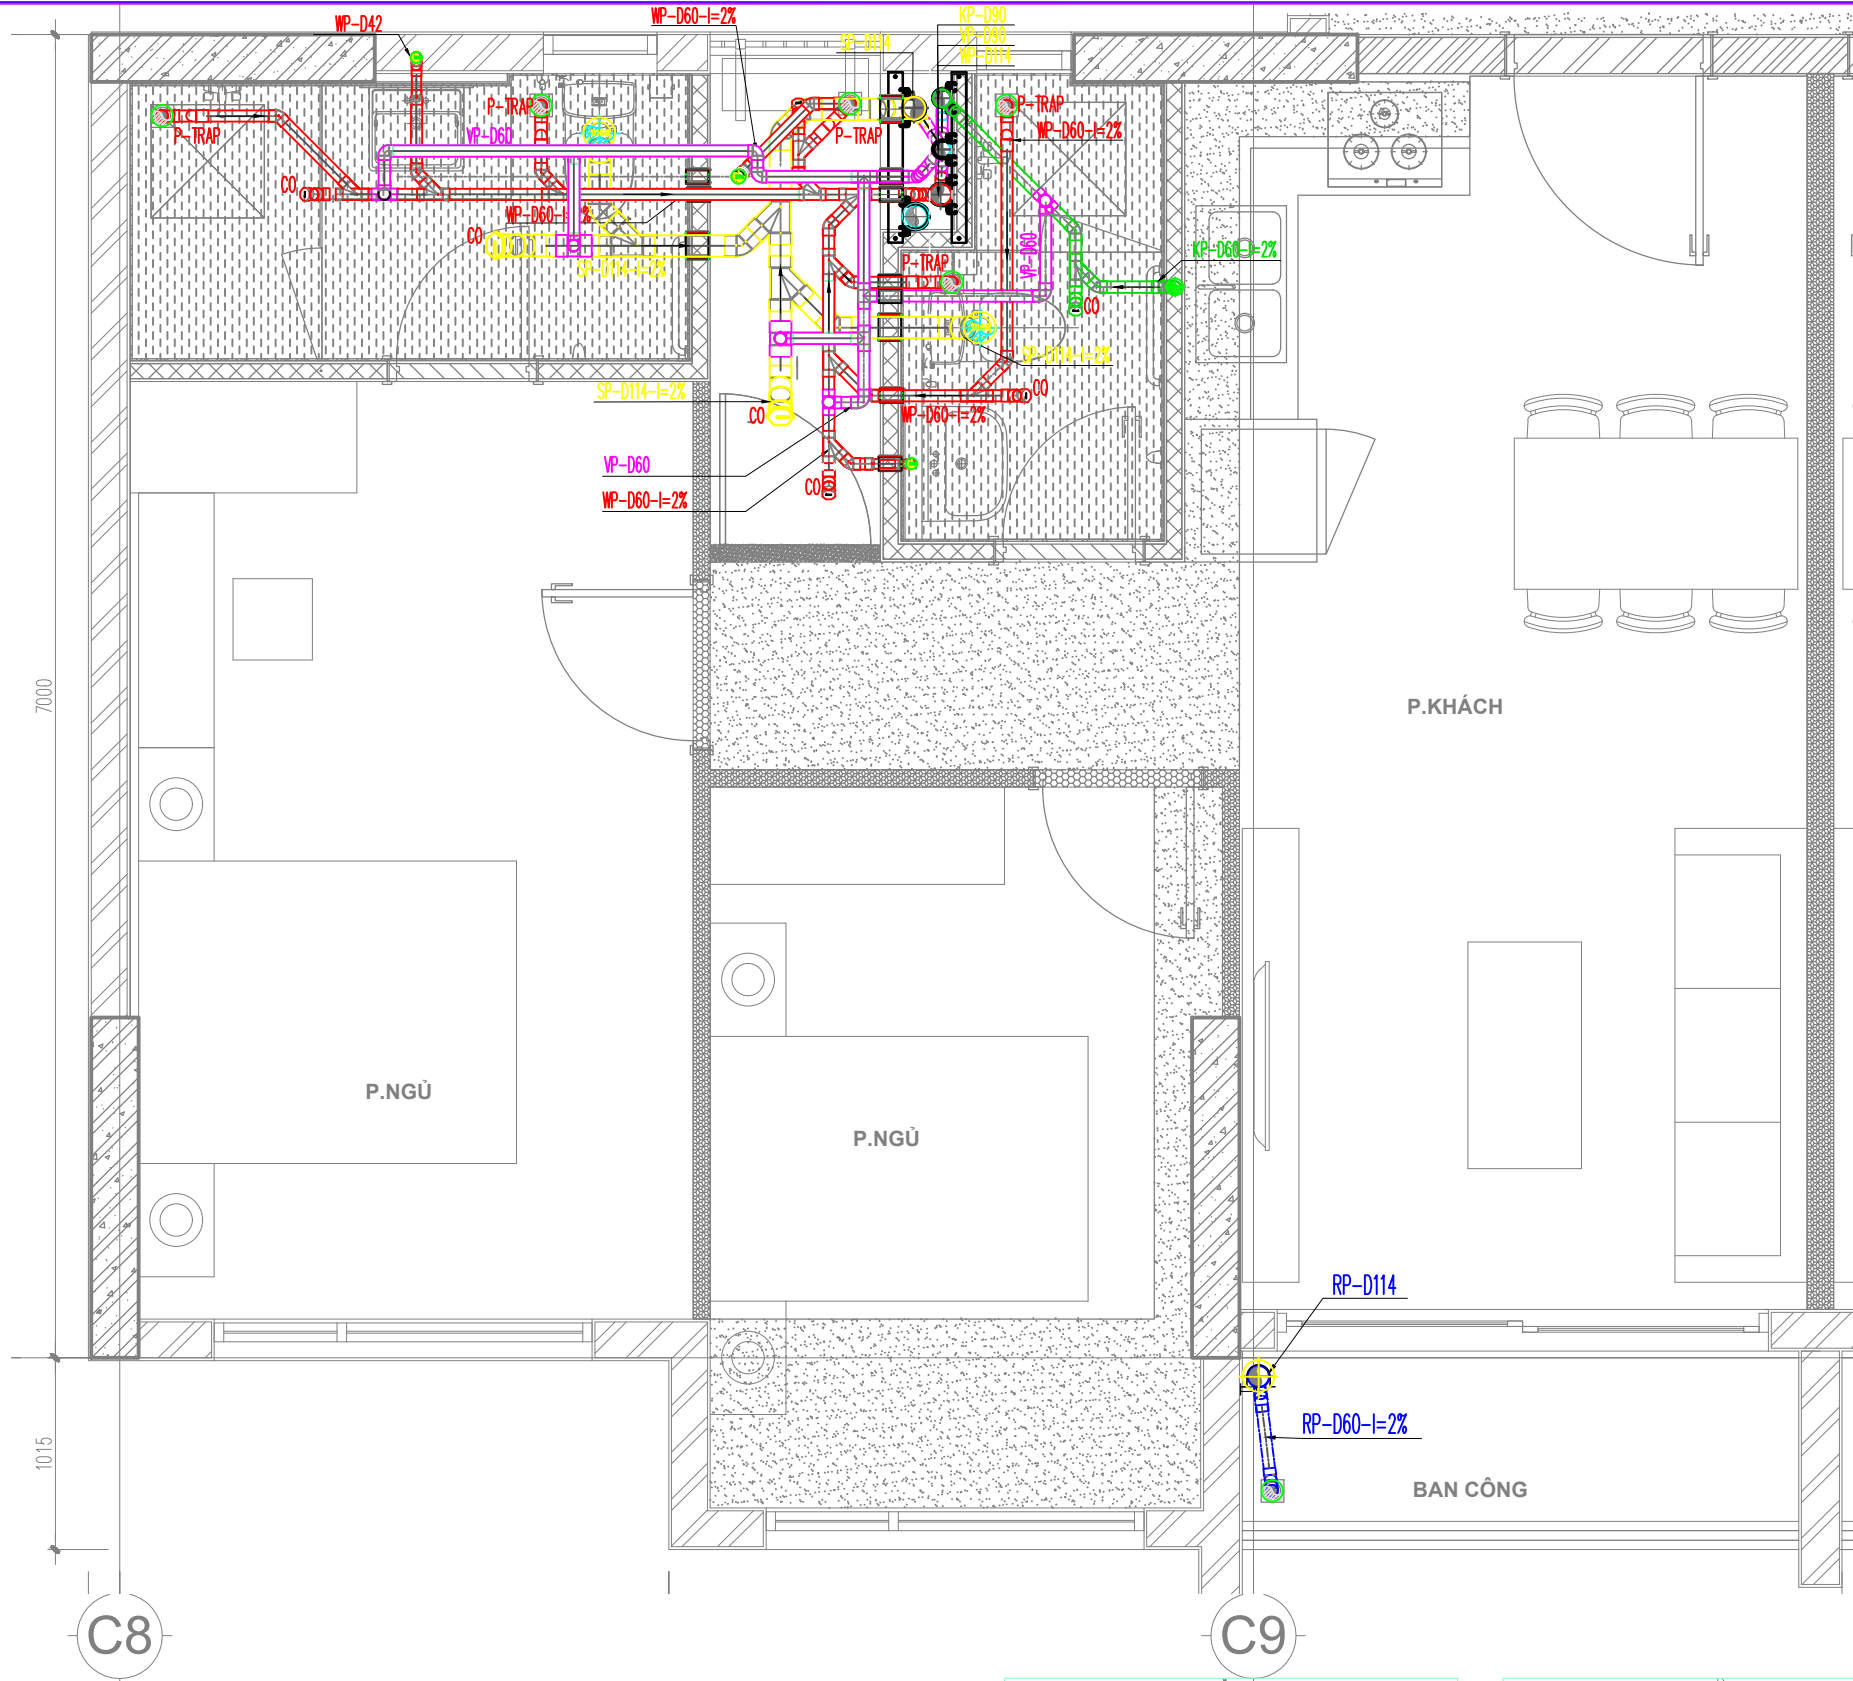 WP-D42
WP-D60-I=2%
KP-D90
VP-D90
WP-D114
SP-D114
P-TRAP
VP-D60
P-TRAP
P-TRAP
P-TRAP
WP-D60-I=2%
CO
WP-D60-I=2%
CO
SP-D114-I=2%
P-TRAP
VP-D60
KP-D60-I=2%
CO
SP-D114-I=2%
SP-D114-I=2%
CO
CO
WP-D60-I=2%
VP-D60
WP-D60-I=2%
CO
7000
P.KHÁCH
P.NGỦ
P.NGỦ
RP-D114
RP-D60-I=2%
1015
BAN CÔNG
C8
C9